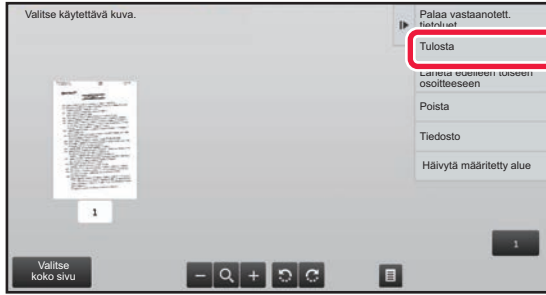 Valitse käytettävä kuva.
Palaa vastaanotett.
tietoluet.
Tulosta
Lähetä edelleen toiseen
osoitteeseen
Poista
Tiedosto
Häivytä määritetty alue
1
1
Valitse
koko sivu